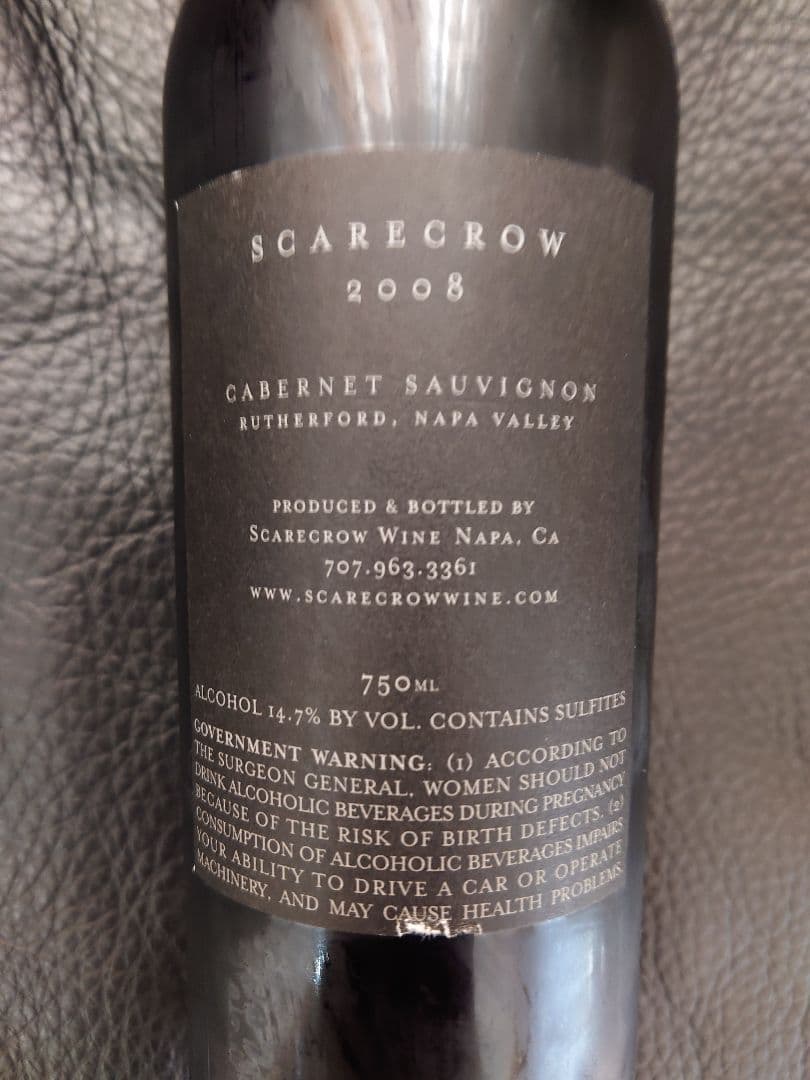 SCARECROW
2008
CABERNET SAUVIGNON
RUTHERFORD, NAPA VALLEY
PRODUCED & BOTTLED BY
SCARECROW WINE NAPA, CA
707.963.3361
WWW.SCARECROWWINE.COM
750ML
ALCOHOL 14.7% BY VOL. CONTAINS SULFITES
GOVERNMENT WARNING: (1) ACCORDING TO
THE SURGEON GENERAL, WOMEN SHOULD NOT
DRINK ALCOHOLIC BEVERAGES DURING PREGNANCY
BECAUSE OF THE RISK OF BIRTH DEFECTS. (2)
CONSUMPTION OF ALCOHOLIC BEVERAGES IMPAIRS
YOUR ABILITY TO DRIVE A CAR OR OPERATE
MACHINERY, AND MAY CAUSE HEALTH PROBLEMS.